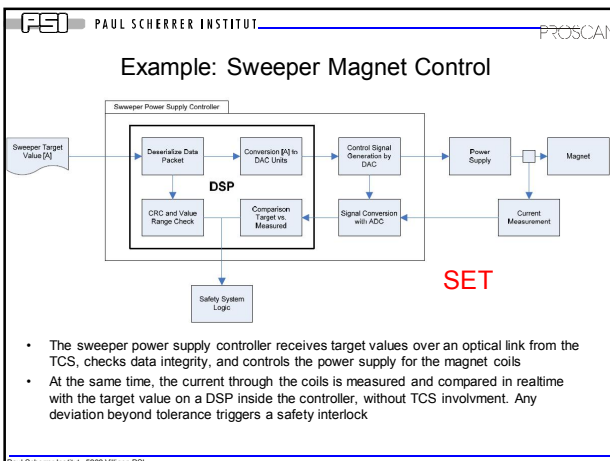 PSI PAUL SCHERRER INSTITUT
PROSCAN
Example: Sweeper Magnet Control
Swweper Power Supply Controller
Sweeper Target
Value [A]
Deserialize Data
Packet
Conversion [A] to
DAC Units
Control Signal
Generation by
DAC
Power
Supply
Magnet
DSP
CRC and Value
Range Check
Comparison
Target vs.
Measured
Signal Conversion
with ADC
Current
Measurement
SET
Safety System
Logic
• The sweeper power supply controller receives target values over an optical link from the
TCS, checks data integrity, and controls the power supply for the magnet coils
• At the same time, the current through the coils is measured and compared in realtime
with the target value on a DSP inside the controller, without TCS involvment. Any
deviation beyond tolerance triggers a safety interlock